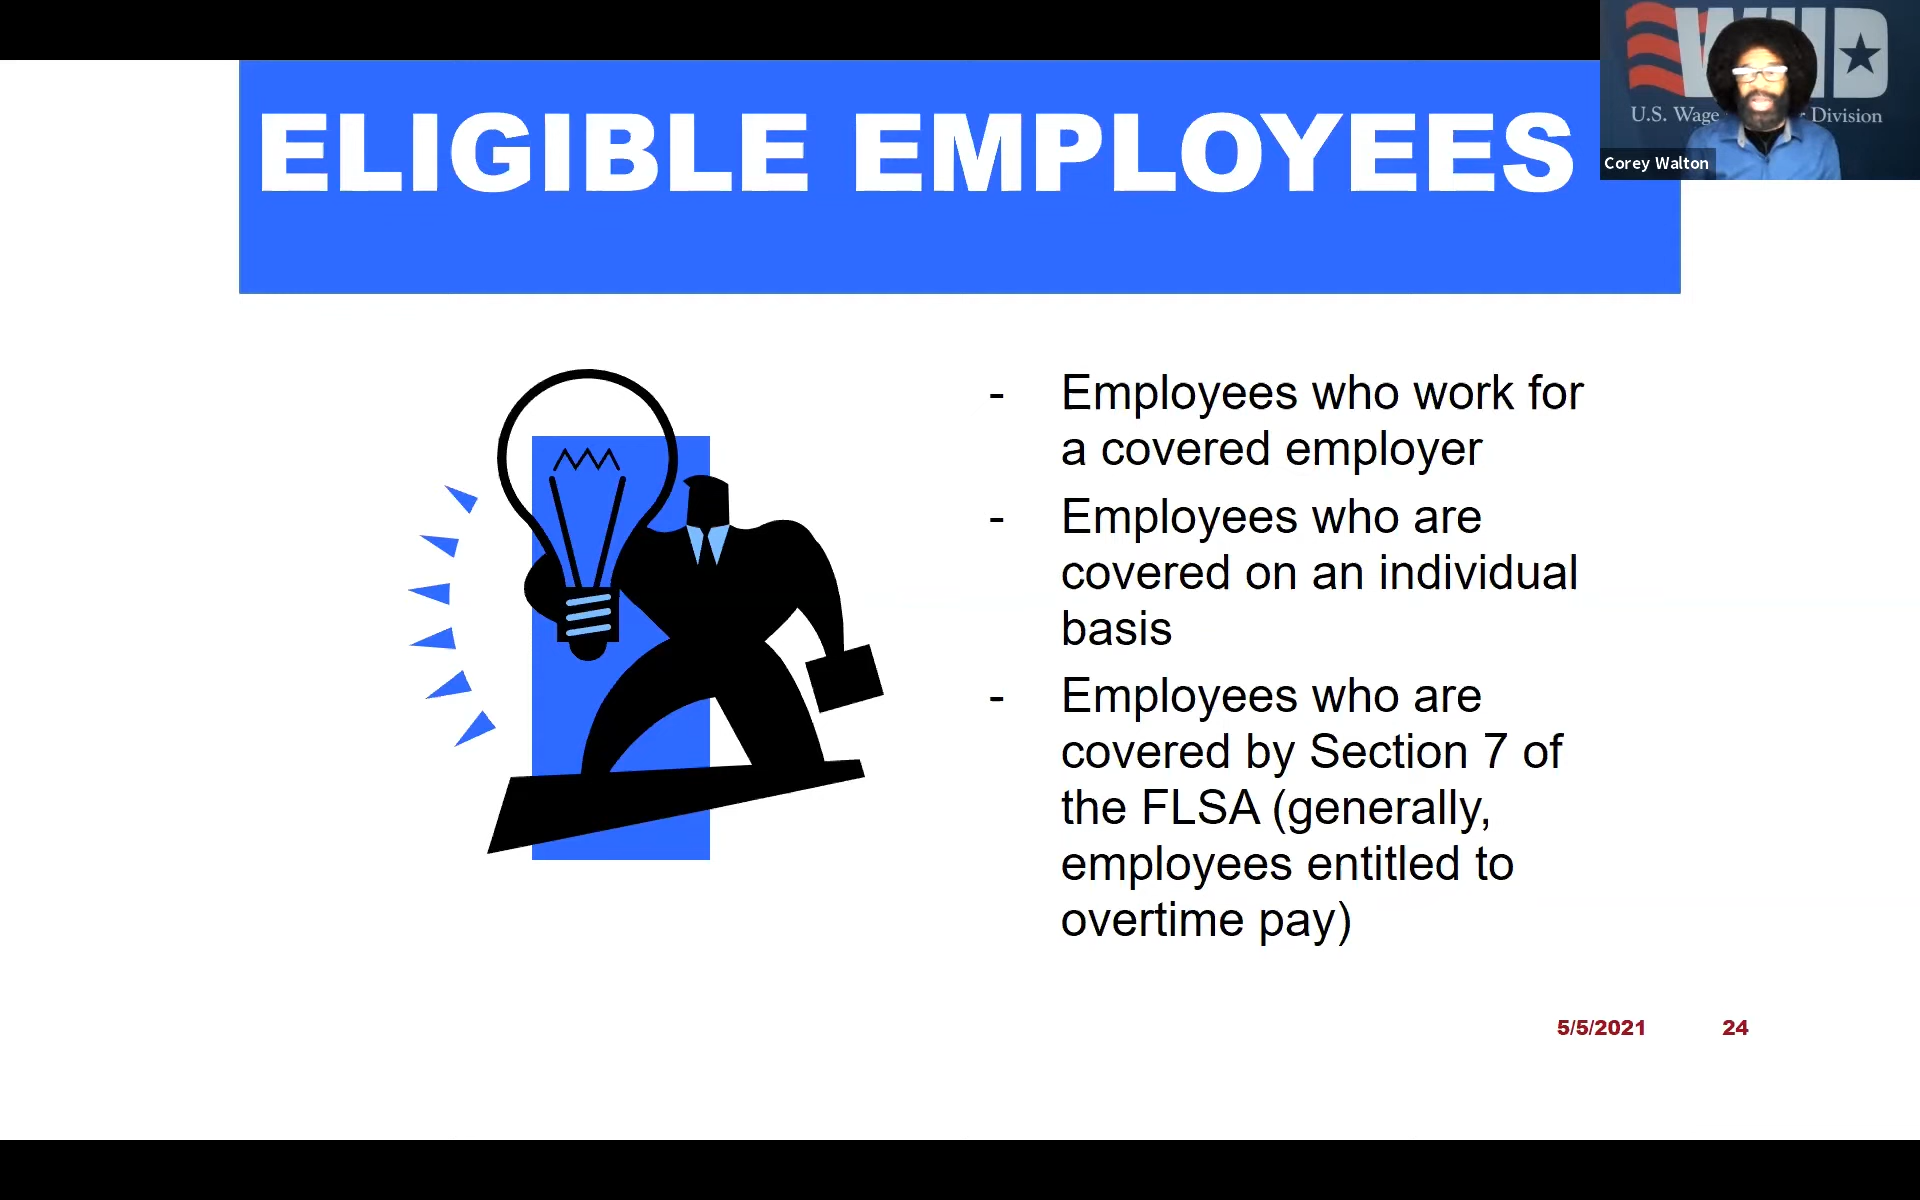 ELIGIBLE EMPLOYEES
WHD
U.S. Wage
Division
Corey Walton
- Employees who work for
a covered employer
- Employees who are
covered on an individual
basis
- Employees who are
covered by Section 7 of
the FLSA (generally,
employees entitled to
overtime pay)
5/5/2021 24